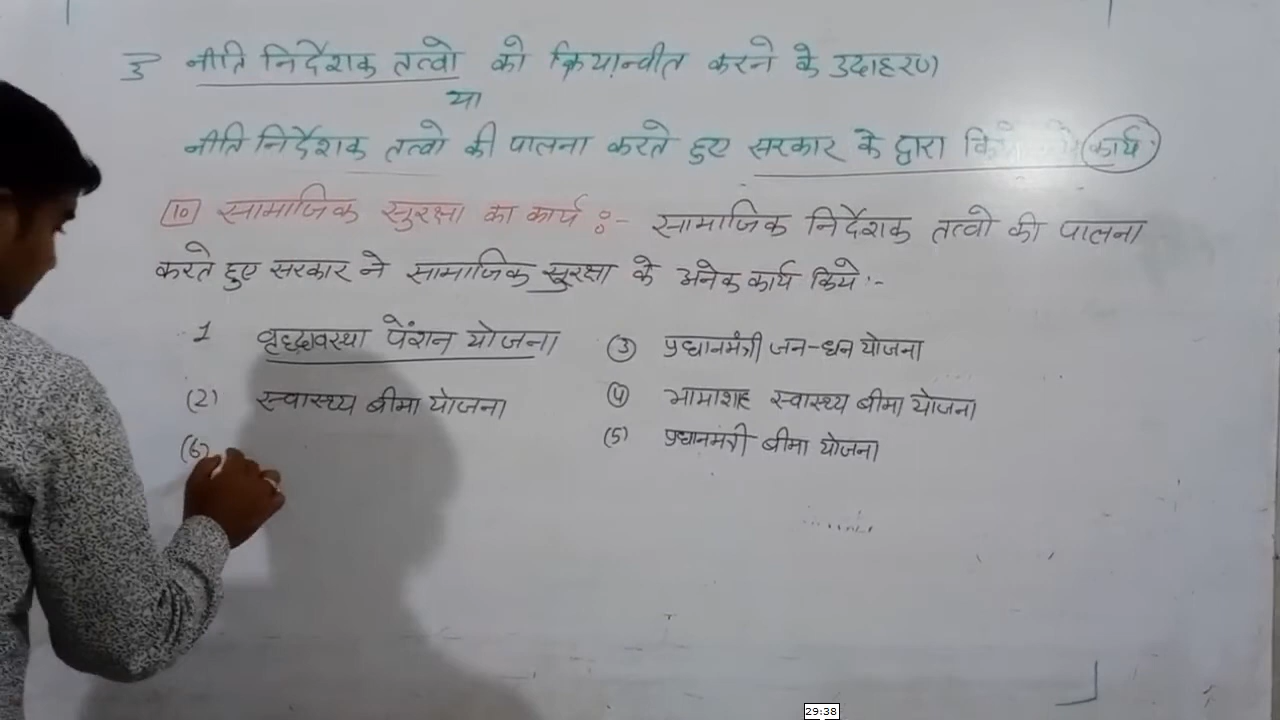 3 नीति निर्देशक तत्वो को क्रियान्वीत करने के उदाहरण
या
नीति निर्देशक तत्वो की पालना करते हुए सरकार के द्वारा कार्य
10 सामाजिक सुरक्षा का कार्य :- सामाजिक निर्देशक तत्वो की पालना
करते हुए सरकार ने सामाजिक सुरक्षा के अनेक कार्य किये :-
1 वृद्धावस्था पेंशन योजना
(2) स्वास्थ्य बीमा योजना
(3) प्रधानमंत्री जन-धन योजना
(4) भामाशाह स्वास्थ्य बीमा योजना
(5) प्रधानमंत्री बीमा योजना
(6)
29:38